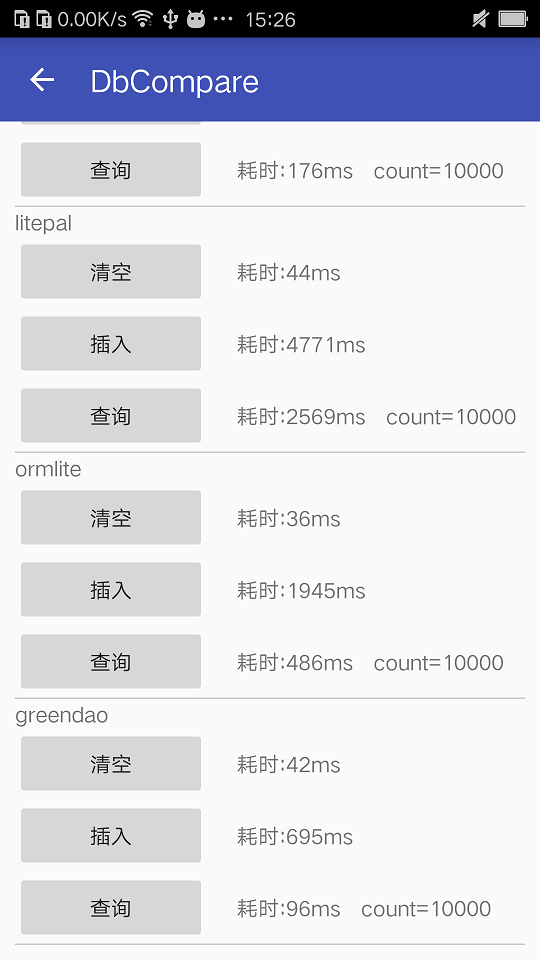 0.00K/s ··· 15:26
DbCompare
查询 耗时:176ms count=10000
litepal
清空 耗时:44ms
插入 耗时:4771ms
查询 耗时:2569ms count=10000
ormlite
清空 耗时:36ms
插入 耗时:1945ms
查询 耗时:486ms count=10000
greendao
清空 耗时:42ms
插入 耗时:695ms
查询 耗时:96ms count=10000